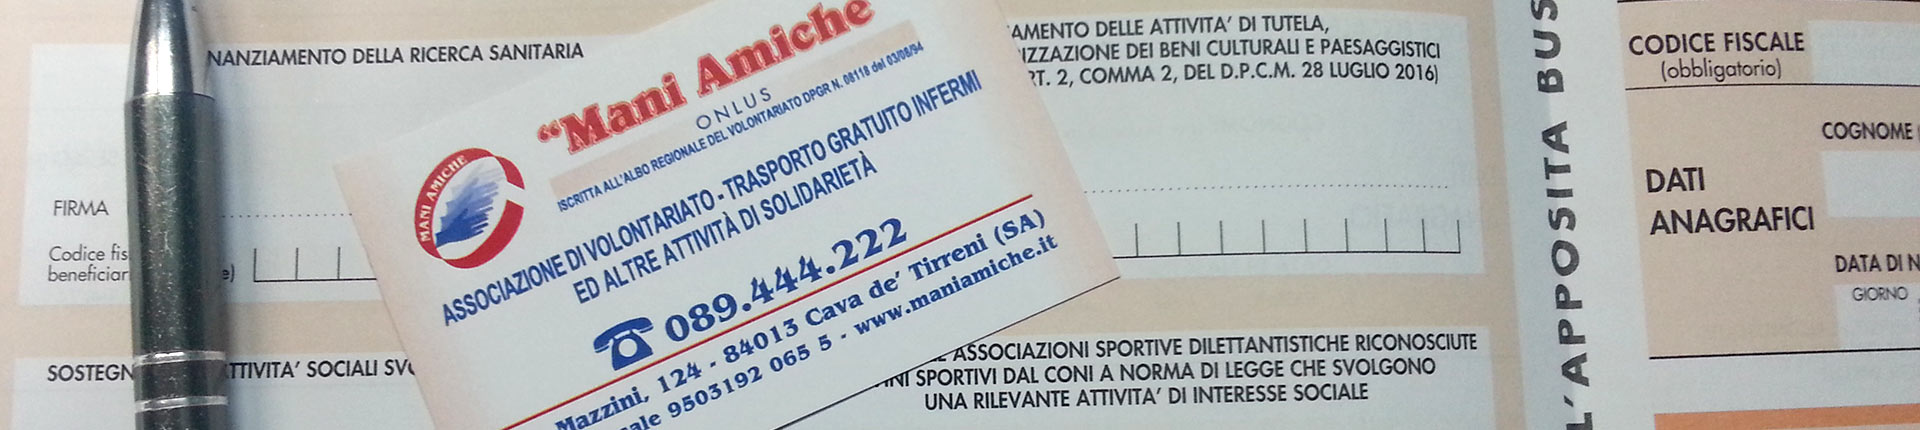 NANZIAMENTO DELLA RICERCA SANITARIA
FIRMA
Codice fis
beneficiar
e)
SOSTEGN
TTIVITA' SOCIALI SVO
"Mani Amiche
ONLUS
ISCRITTA ALL'ALBO REGIONALE DEL VOLONTARIATO DPGR N. 08118 del 03/08/94
MANI AMICHE
ASSOCIAZIONE DI VOLONTARIATO - TRASPORTO GRATUITO INFERMI
ED ALTRE ATTIVITÀ DI SOLIDARIETÀ
089.444.222
Mazzini, 124 - 84013 Cava de' Tirreni (SA)
ale 9503192 065 5 - www.maniamiche.it
AMENTO DELLE ATTIVITA' DI TUTELA,
IZZAZIONE DEI BENI CULTURALI E PAESAGGISTICI
RT. 2, COMMA 2, DEL D.P.C.M. 28 LUGLIO 2016)
E ASSOCIAZIONI SPORTIVE DILETTANTISTICHE RICONOSCIUTE
INI SPORTIVI DAL CONI A NORMA DI LEGGE CHE SVOLGONO
UNA RILEVANTE ATTIVITA' DI INTERESSE SOCIALE
L'APPOSITA BUS
CODICE FISCALE
(obbligatorio)
COGNOME
DATI
ANAGRAFICI
DATA DI N
GIORNO